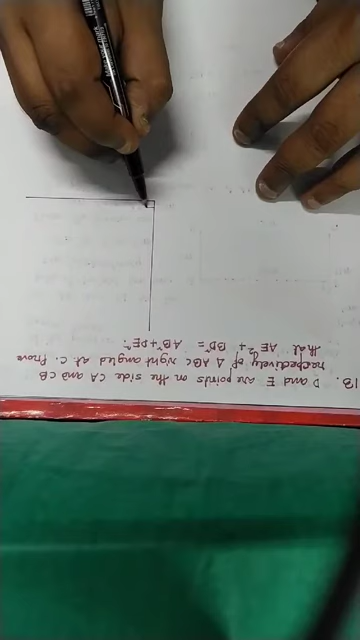 13. D and E are points on the side CA and CB
respectively of Δ ABC right angled at C. Prove
that AE² + BD² = AB² + DE².